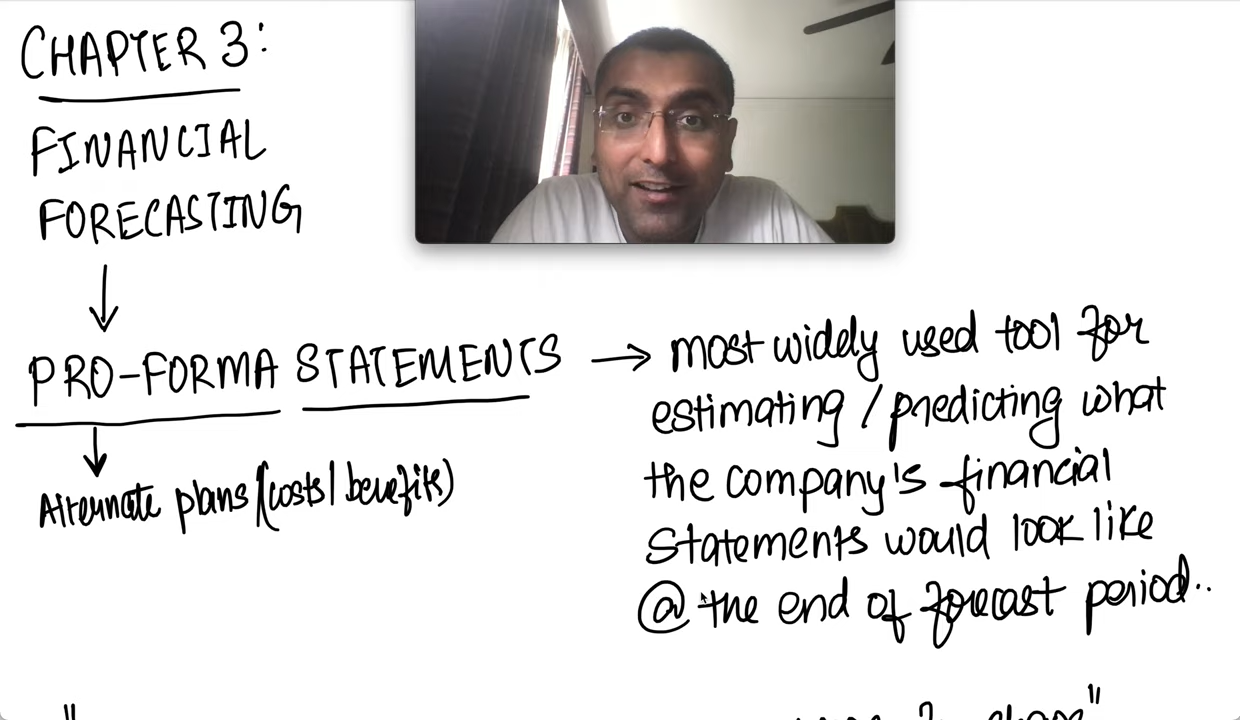 CHAPTER 3:
FINANCIAL
FORECASTING
PRO-FORMA STATEMENTS → most widely used tool for
estimating / predicting what
the company's financial
statements would look like
@ the end of forecast period..
Alternate plans (costs / benefits)